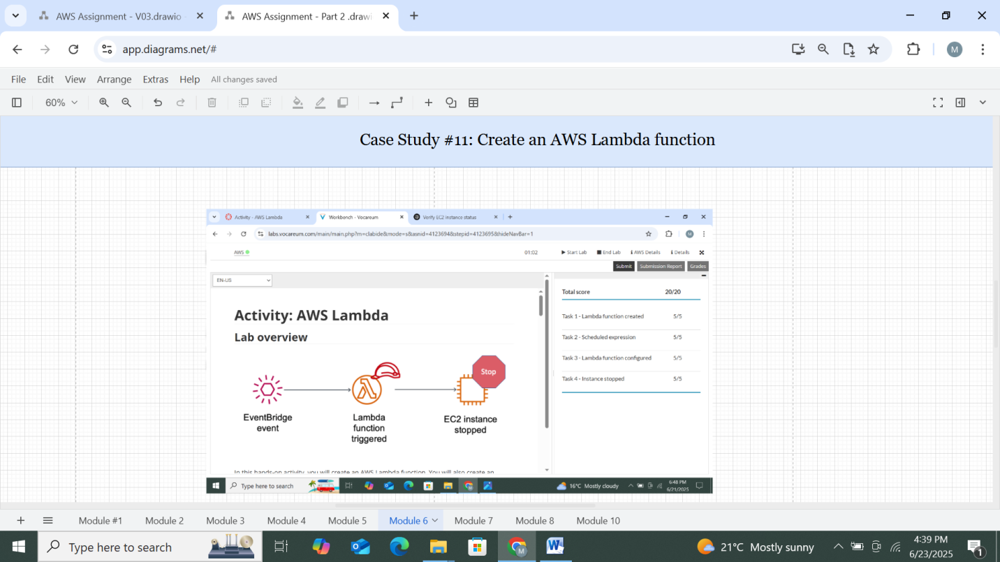 AWS Assignment - V03.drawio
AWS Assignment - Part 2 .drawi
app.diagrams.net/#
M
File Edit View Arrange Extras Help All changes saved
60%
Case Study #11: Create an AWS Lambda function
Activity - AWS Lambda
Workbench - Vocareum
Verify EC2 Instance status
labs.vocareum.com/main/main.php?m=clabide&mode=s&asnid=4123694&stepid=4123695&hideNavBar=1
M
AWS
01:02
Start Lab
End Lab
AWS Details
Details
Submit
Submission Report
Grades
EN-US
Total score 20/20
Activity: AWS Lambda
Task 1 - Lambda function created 5/5
Lab overview
Task 2 - Scheduled expression 5/5
Task 3 - Lambda function configured 5/5
Stop
Task 4 - Instance stopped 5/5
EventBridge
event
Lambda
function
triggered
EC2 instance
stopped
In this hands-on activity, you will create an AWS Lambda function. You will also create an
Type here to search
16°C Mostly cloudy
6:48 PM
6/21/2025
Module #1 Module 2 Module 3 Module 4 Module 5 Module 6 Module 7 Module 8 Module 10
Type here to search
M
W
21°C Mostly sunny
4:39 PM
6/23/2025
1